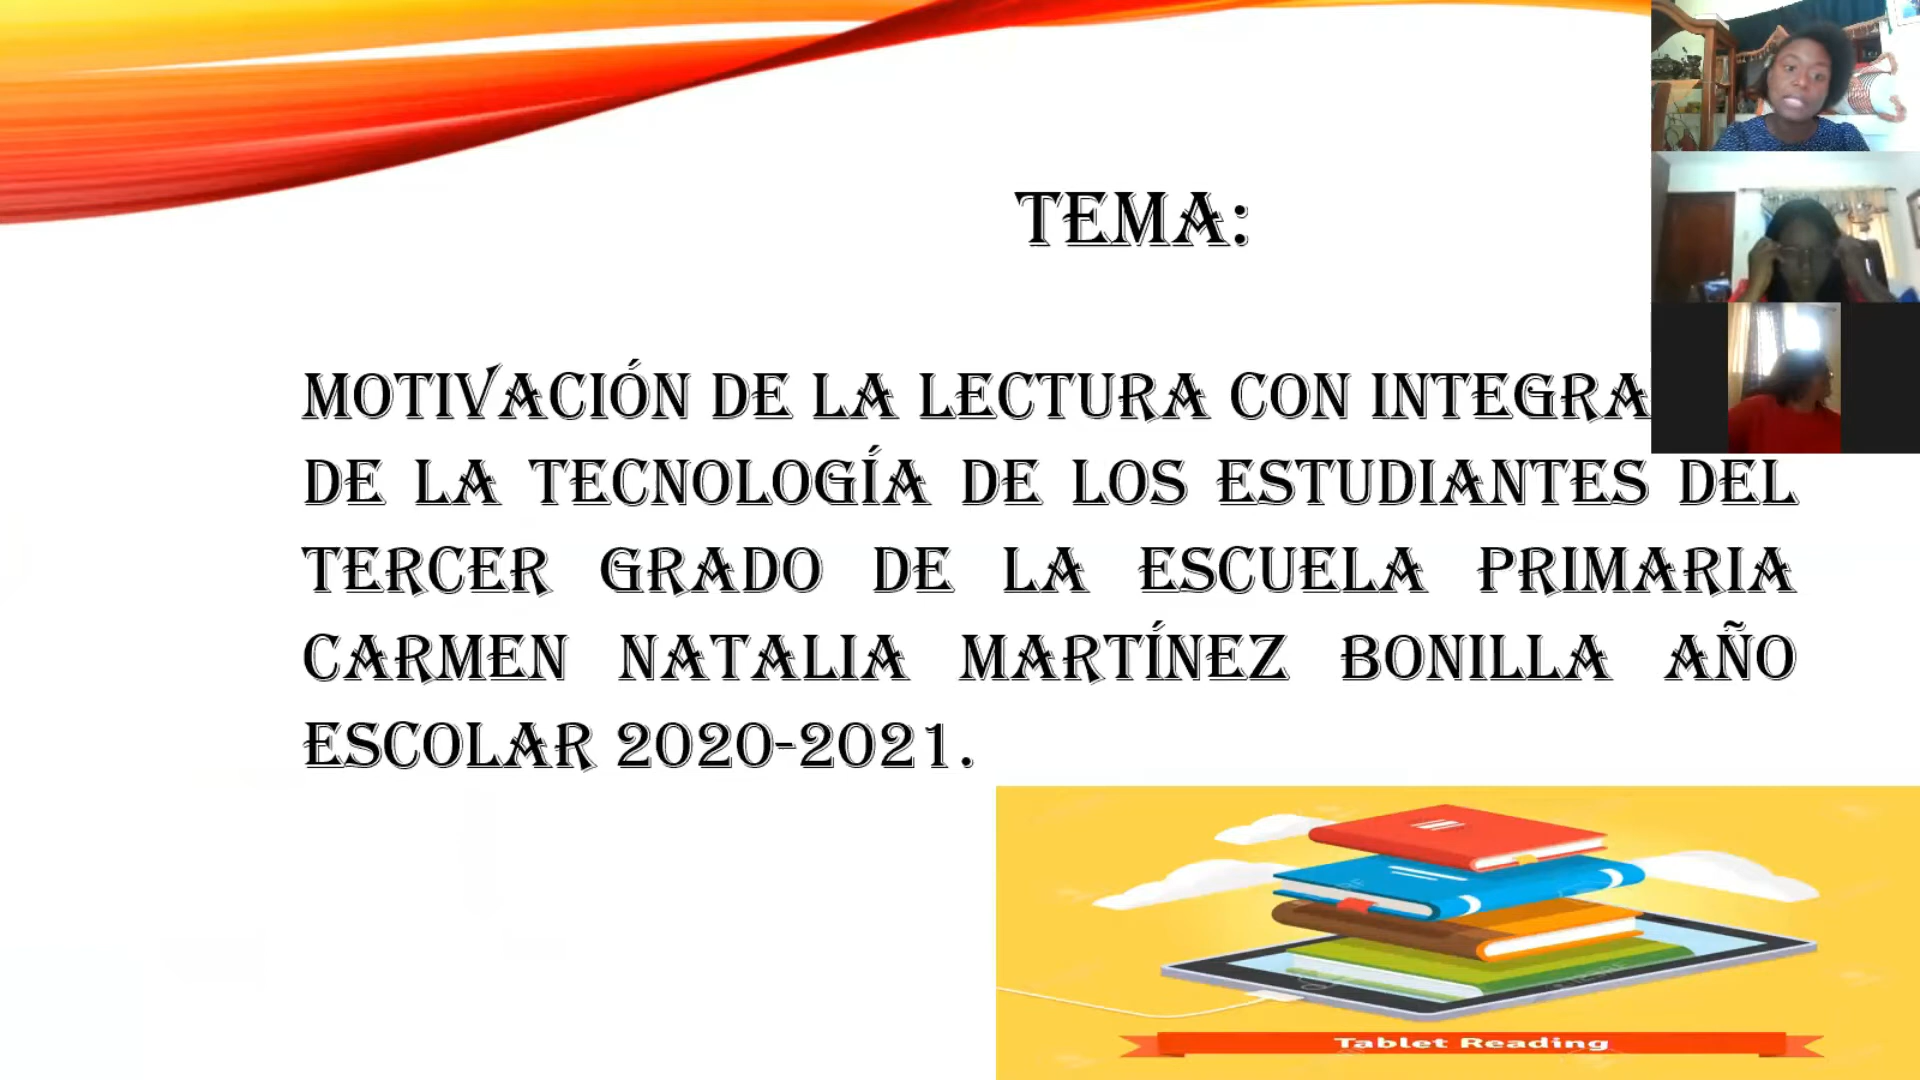 TEMA:
MOTIVACIÓN DE LA LECTURA CON INTEGRA
DE LA TECNOLOGÍA DE LOS ESTUDIANTES DEL
TERCER GRADO DE LA ESCUELA PRIMARIA
CARMEN NATALIA MARTÍNEZ BONILLA AÑO
ESCOLAR 2020-2021.
Tablet Reading